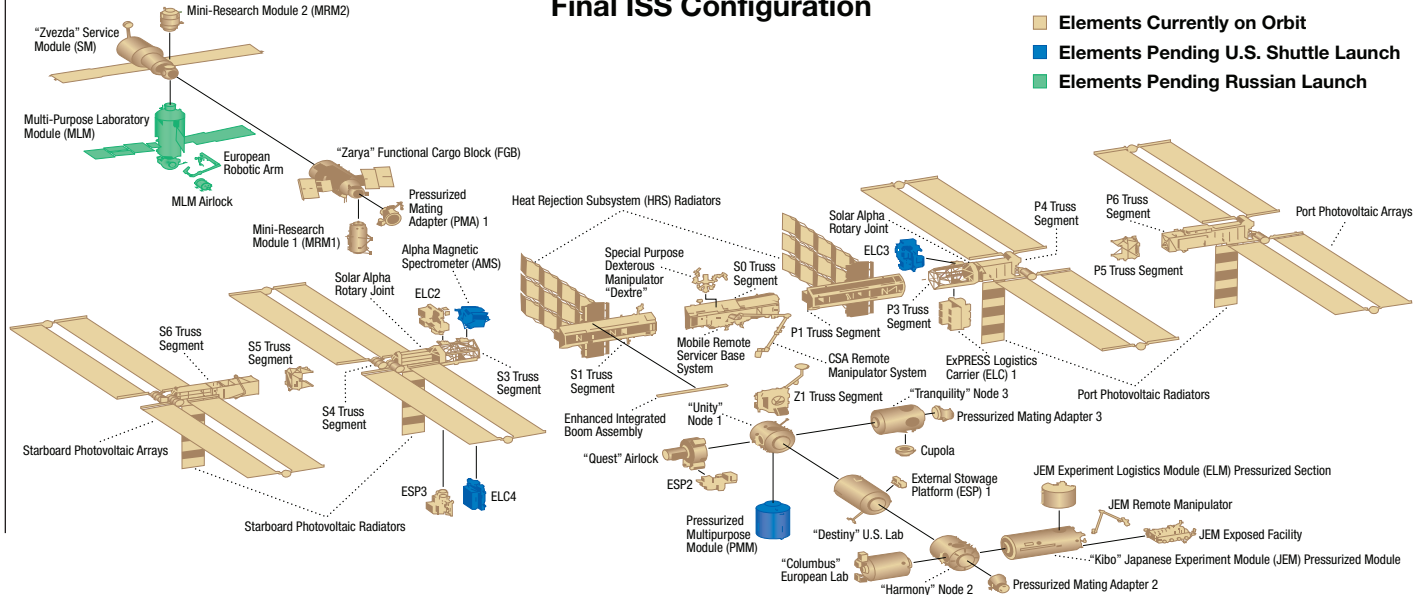 Final ISS Configuration
Elements Currently on Orbit
Elements Pending U.S. Shuttle Launch
Elements Pending Russian Launch
Mini-Research Module 2 (MRM2)
“Zvezda” Service
Module (SM)
Multi-Purpose Laboratory
Module (MLM)
European
Robotic Arm
MLM Airlock
“Zarya” Functional Cargo Block (FGB)
Pressurized
Mating
Adapter (PMA) 1
Mini-Research
Module 1 (MRM1)
Heat Rejection Subsystem (HRS) Radiators
Alpha Magnetic
Spectrometer (AMS)
Solar Alpha
Rotary Joint
ELC2
S6 Truss
Segment
S5 Truss
Segment
S4 Truss
Segment
S3 Truss
Segment
Starboard Photovoltaic Arrays
Starboard Photovoltaic Radiators
ESP3
ELC4
Special Purpose
Dexterous
Manipulator
“Dextre”
S0 Truss
Segment
S1 Truss
Segment
Mobile Remote
Servicer Base
System
P1 Truss Segment
CSA Remote
Manipulator System
Enhanced Integrated
Boom Assembly
Solar Alpha
Rotary Joint
ELC3
P4 Truss
Segment
P6 Truss
Segment
Port Photovoltaic Arrays
P5 Truss Segment
P3 Truss
Segment
ExPRESS Logistics
Carrier (ELC) 1
Port Photovoltaic Radiators
Z1 Truss Segment
“Unity”
Node 1
“Tranquility” Node 3
Pressurized Mating Adapter 3
Cupola
“Quest” Airlock
ESP2
Pressurized
Multipurpose
Module (PMM)
External Stowage
Platform (ESP) 1
“Destiny” U.S. Lab
JEM Experiment Logistics Module (ELM) Pressurized Section
JEM Remote Manipulator
JEM Exposed Facility
“Kibo” Japanese Experiment Module (JEM) Pressurized Module
“Columbus”
European Lab
“Harmony” Node 2
Pressurized Mating Adapter 2